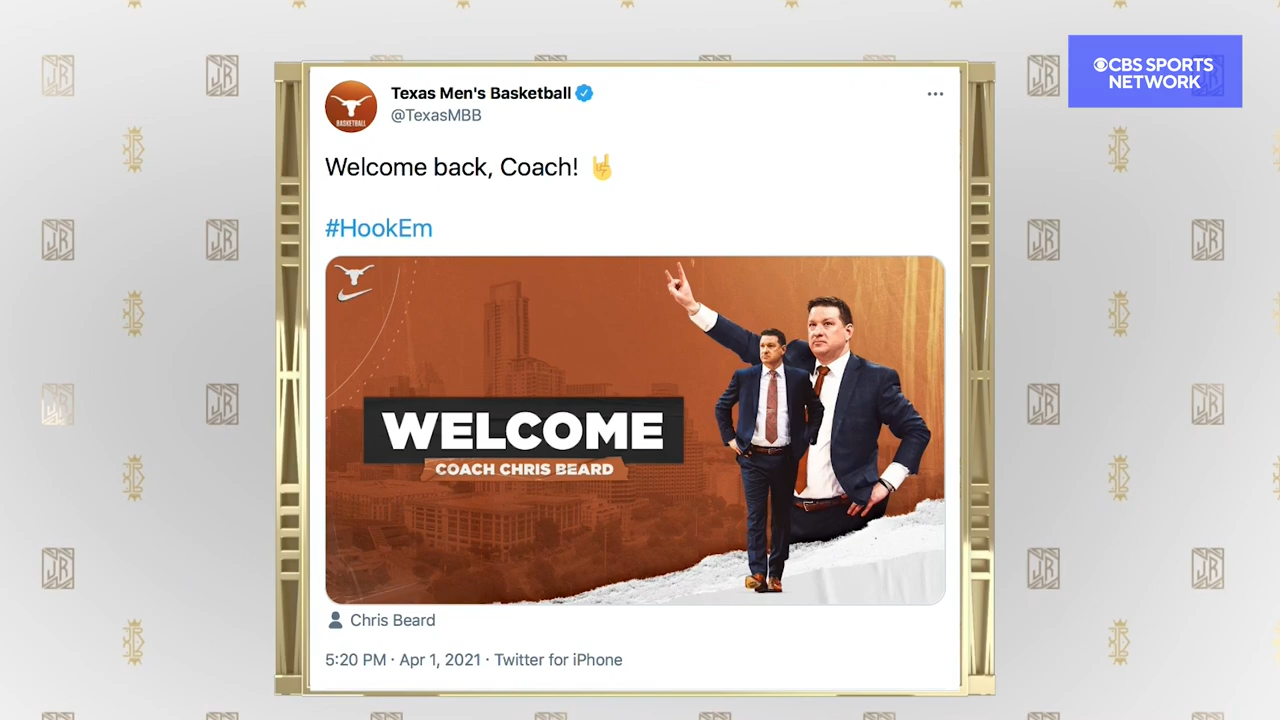 CBS SPORTS
NETWORK
Texas Men's Basketball
@TexasMBB
BASKETBALL
Welcome back, Coach! 🤘
#HookEm
WELCOME
COACH CHRIS BEARD
Chris Beard
5:20 PM · Apr 1, 2021 · Twitter for iPhone